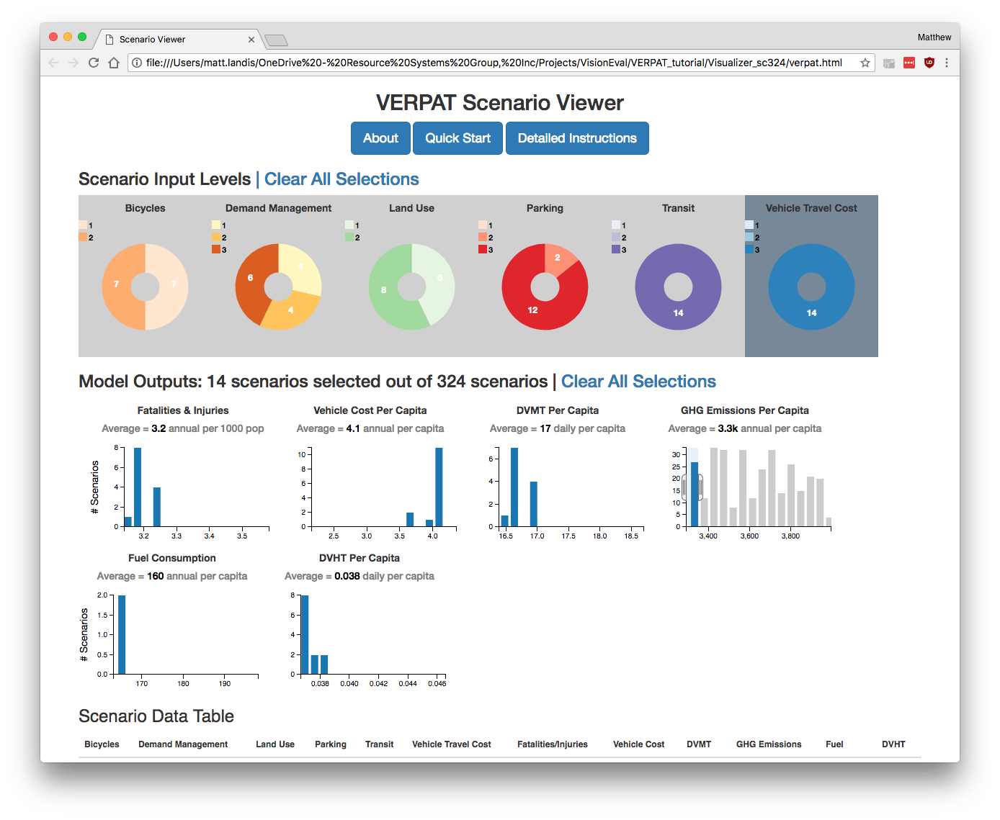 Scenario Viewer
Matthew
file:///Users/matt.landis/OneDrive%20-%20Resource%20Systems%20Group,%20Inc/Projects/VisionEval/VERPAT_tutorial/Visualizer_sc324/verpat.html
VERPAT Scenario Viewer
About Quick Start Detailed Instructions
Scenario Input Levels | Clear All Selections
Bicycles Demand Management Land Use Parking Transit Vehicle Travel Cost
1 1 1 1 1 1
2 2 2 2 2 2
3 3 3 3
2
4 6
6 7 7
8
4 12 14 14
Model Outputs: 14 scenarios selected out of 324 scenarios | Clear All Selections
Fatalities & Injuries Vehicle Cost Per Capita DVMT Per Capita GHG Emissions Per Capita
Average = 3.2 annual per 1000 pop Average = 4.1 annual per capita Average = 17 daily per capita Average = 3.3k annual per capita
# Scenarios
8 6 4 2 0
3.2 3.3 3.4 3.5
10 8 6 4 2 0
2.5 3.0 3.5 4.0
6 4 2 0
16.5 17.0 17.5 18.0 18.5
30 25 20 15 10 5 0
3,400 3,600 3,800
Fuel Consumption DVHT Per Capita
Average = 160 annual per capita Average = 0.038 daily per capita
# Scenarios
2.0 1.5 1.0 0.5 0.0
170 180 190
8 6 4 2 0
0.038 0.040 0.042 0.044 0.046
Scenario Data Table
Bicycles Demand Management Land Use Parking Transit Vehicle Travel Cost Fatalities/Injuries Vehicle Cost DVMT GHG Emissions Fuel DVHT